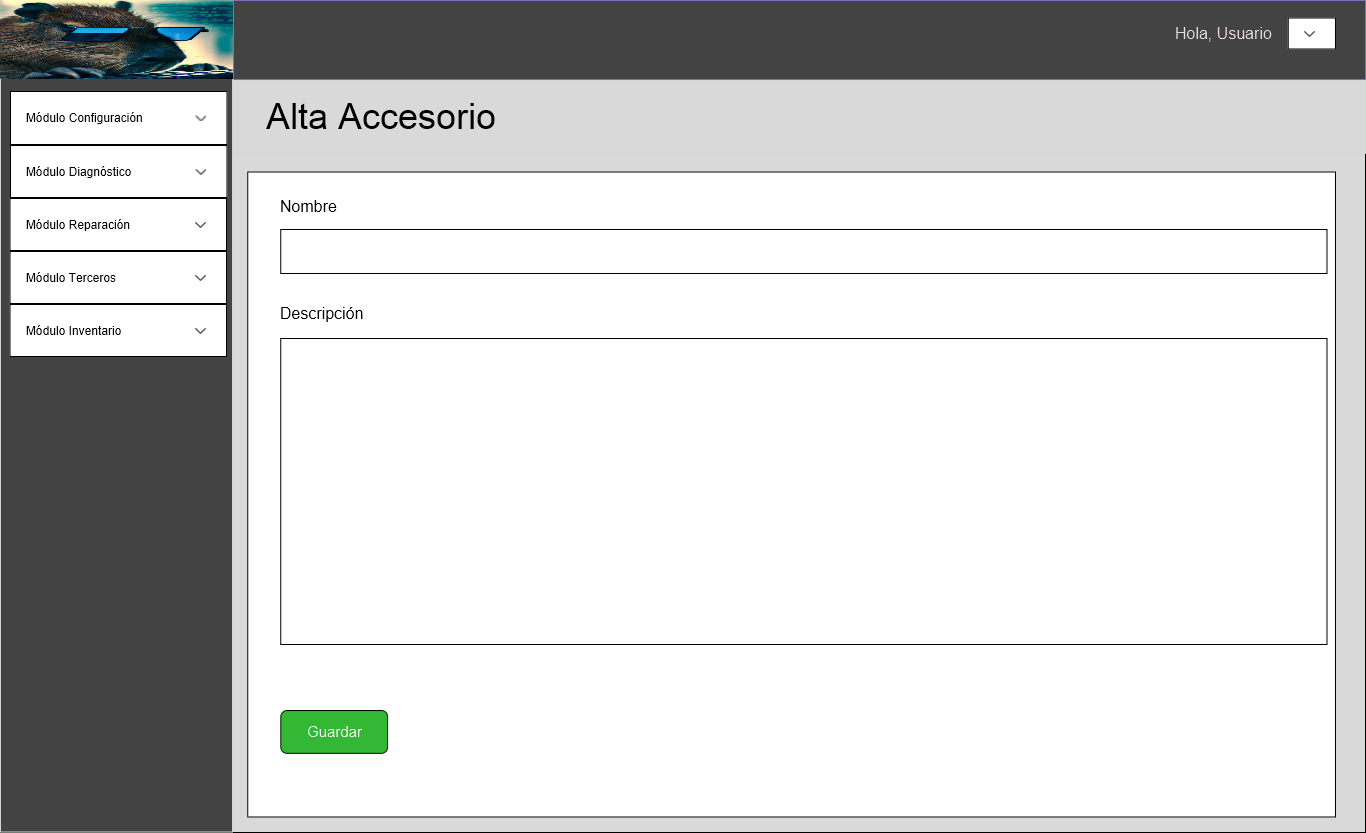 Hola, Usuario
Alta Accesorio
Módulo Configuración
Módulo Diagnóstico
Módulo Reparación
Módulo Terceros
Módulo Inventario
Nombre
Descripción
Guardar